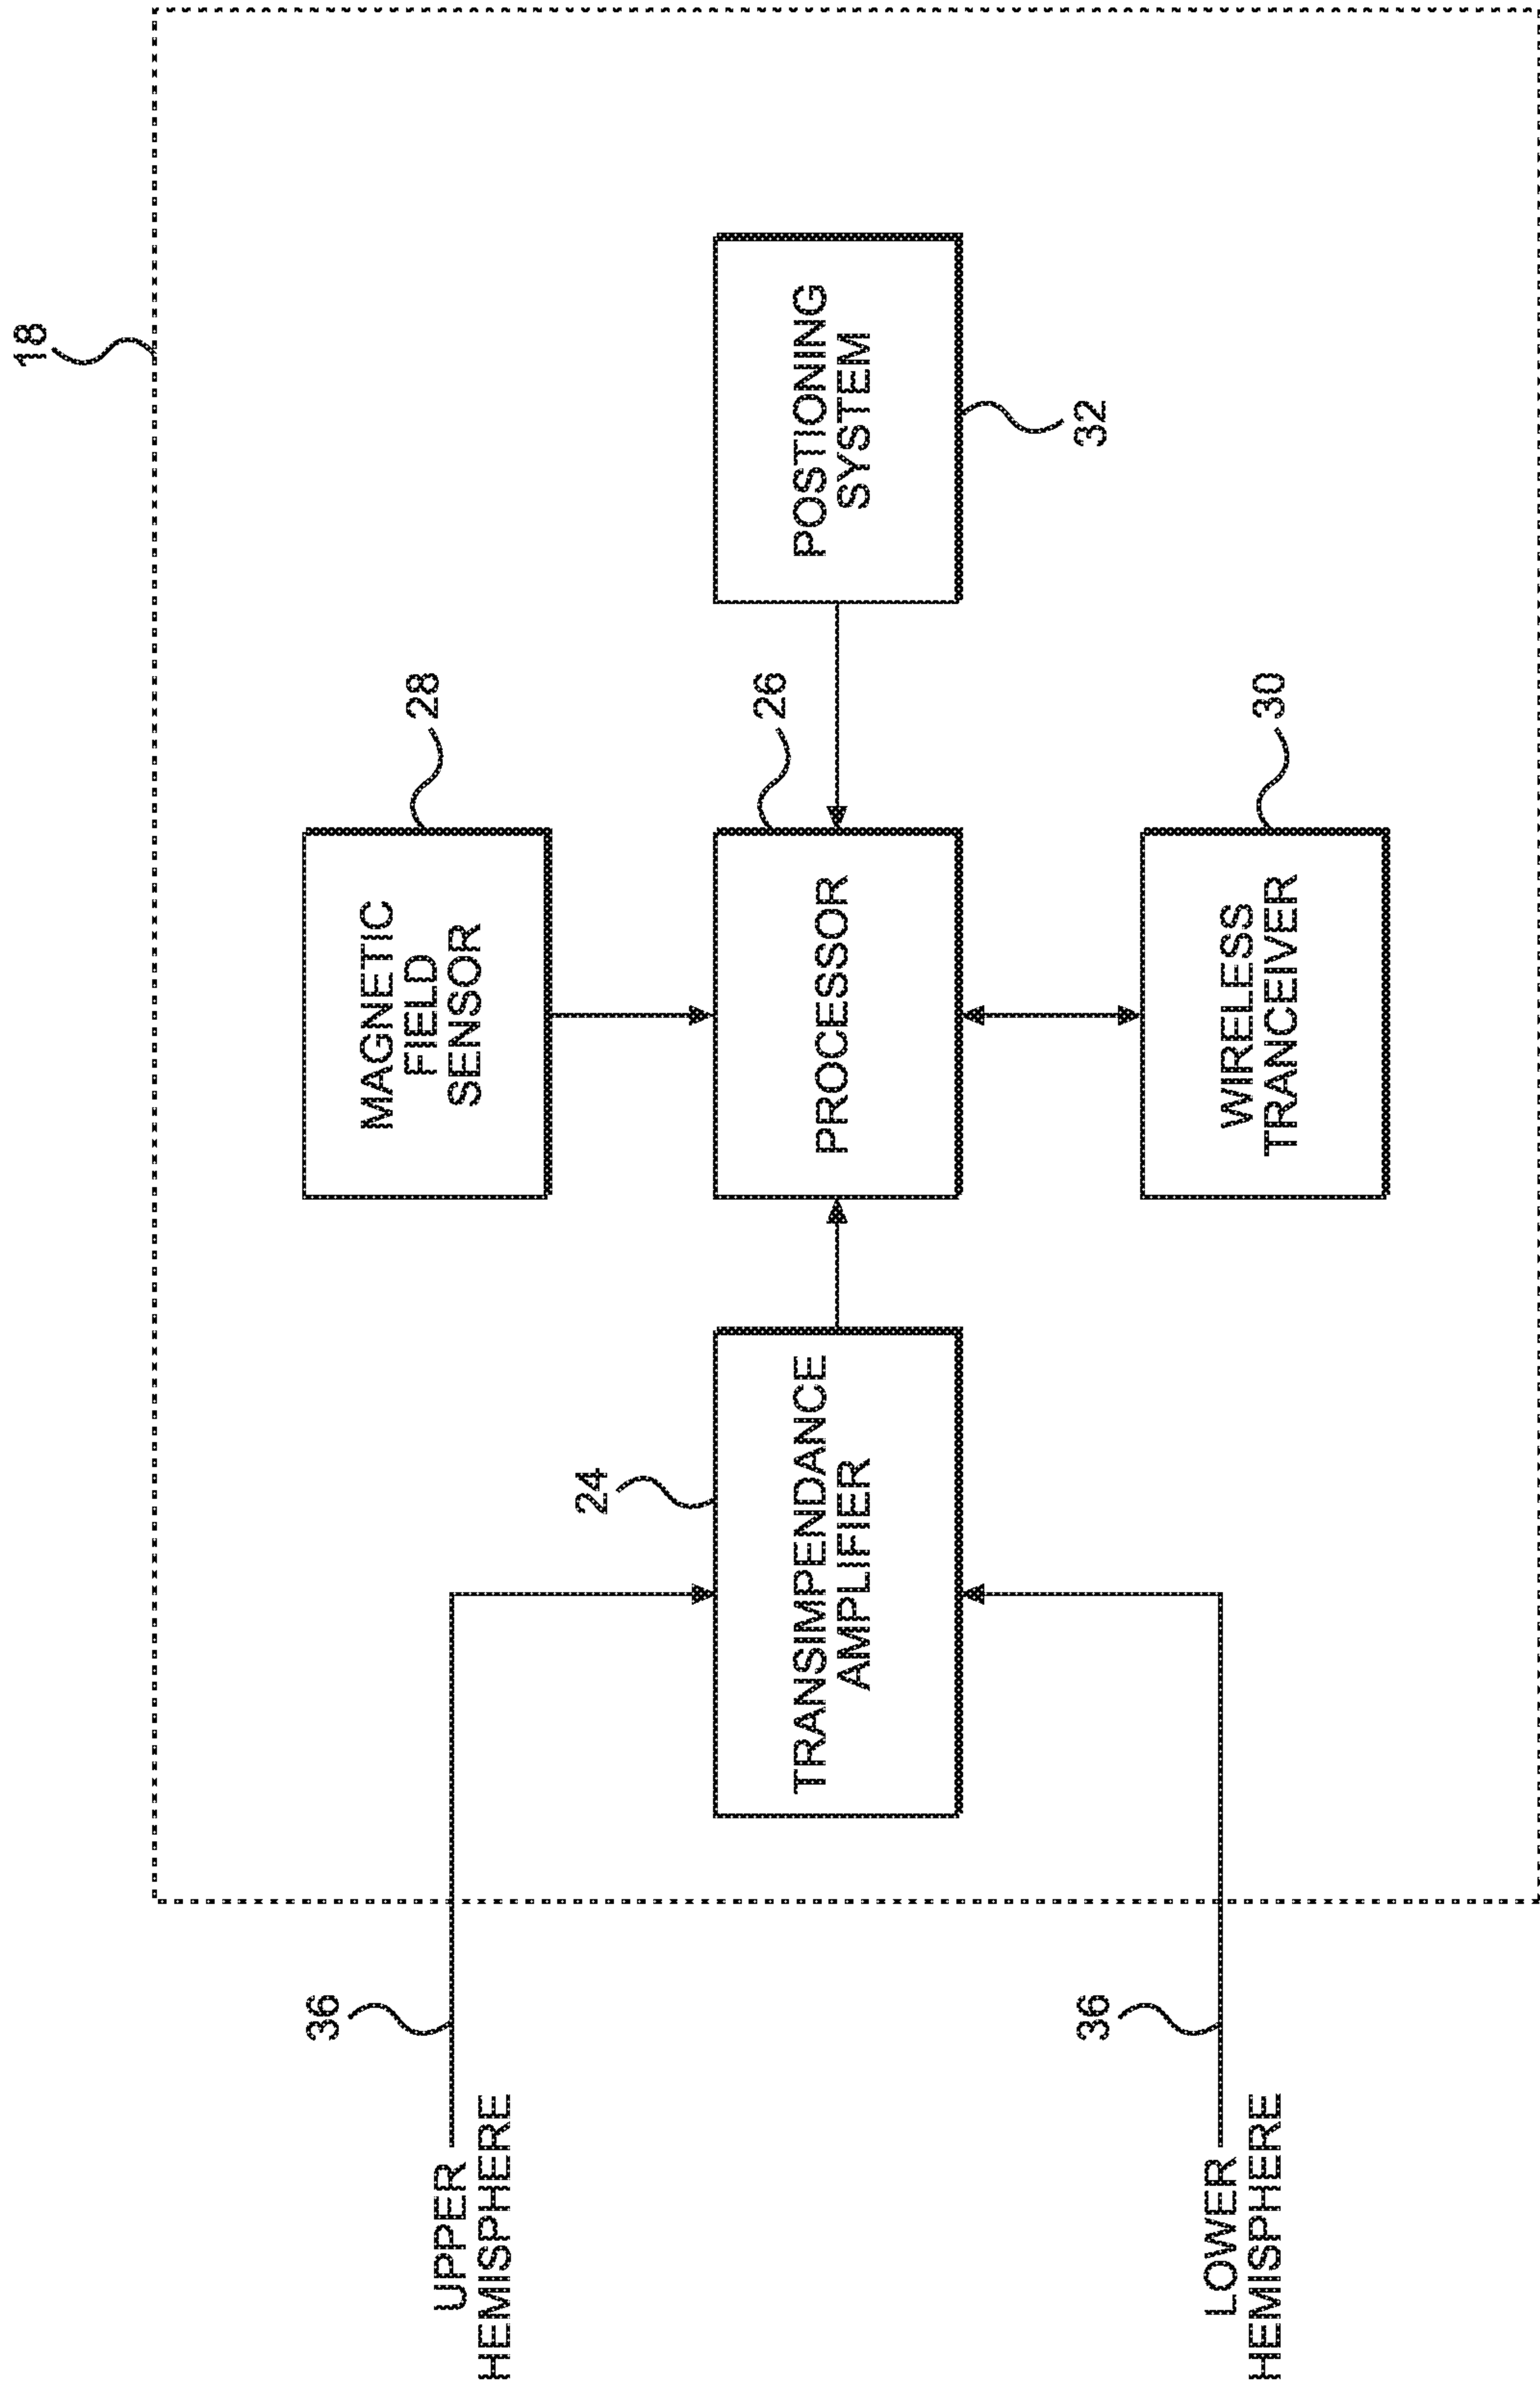 18
28
MAGNETIC
FIELD
SENSOR
36
UPPER
HEMISPHERE
24
TRANSIMPENDANCE
AMPLIFIER
26
PROCESSOR
POSTIONING
SYSTEM
32
36
LOWER
HEMISPHERE
30
WIRELESS
TRANCEIVER